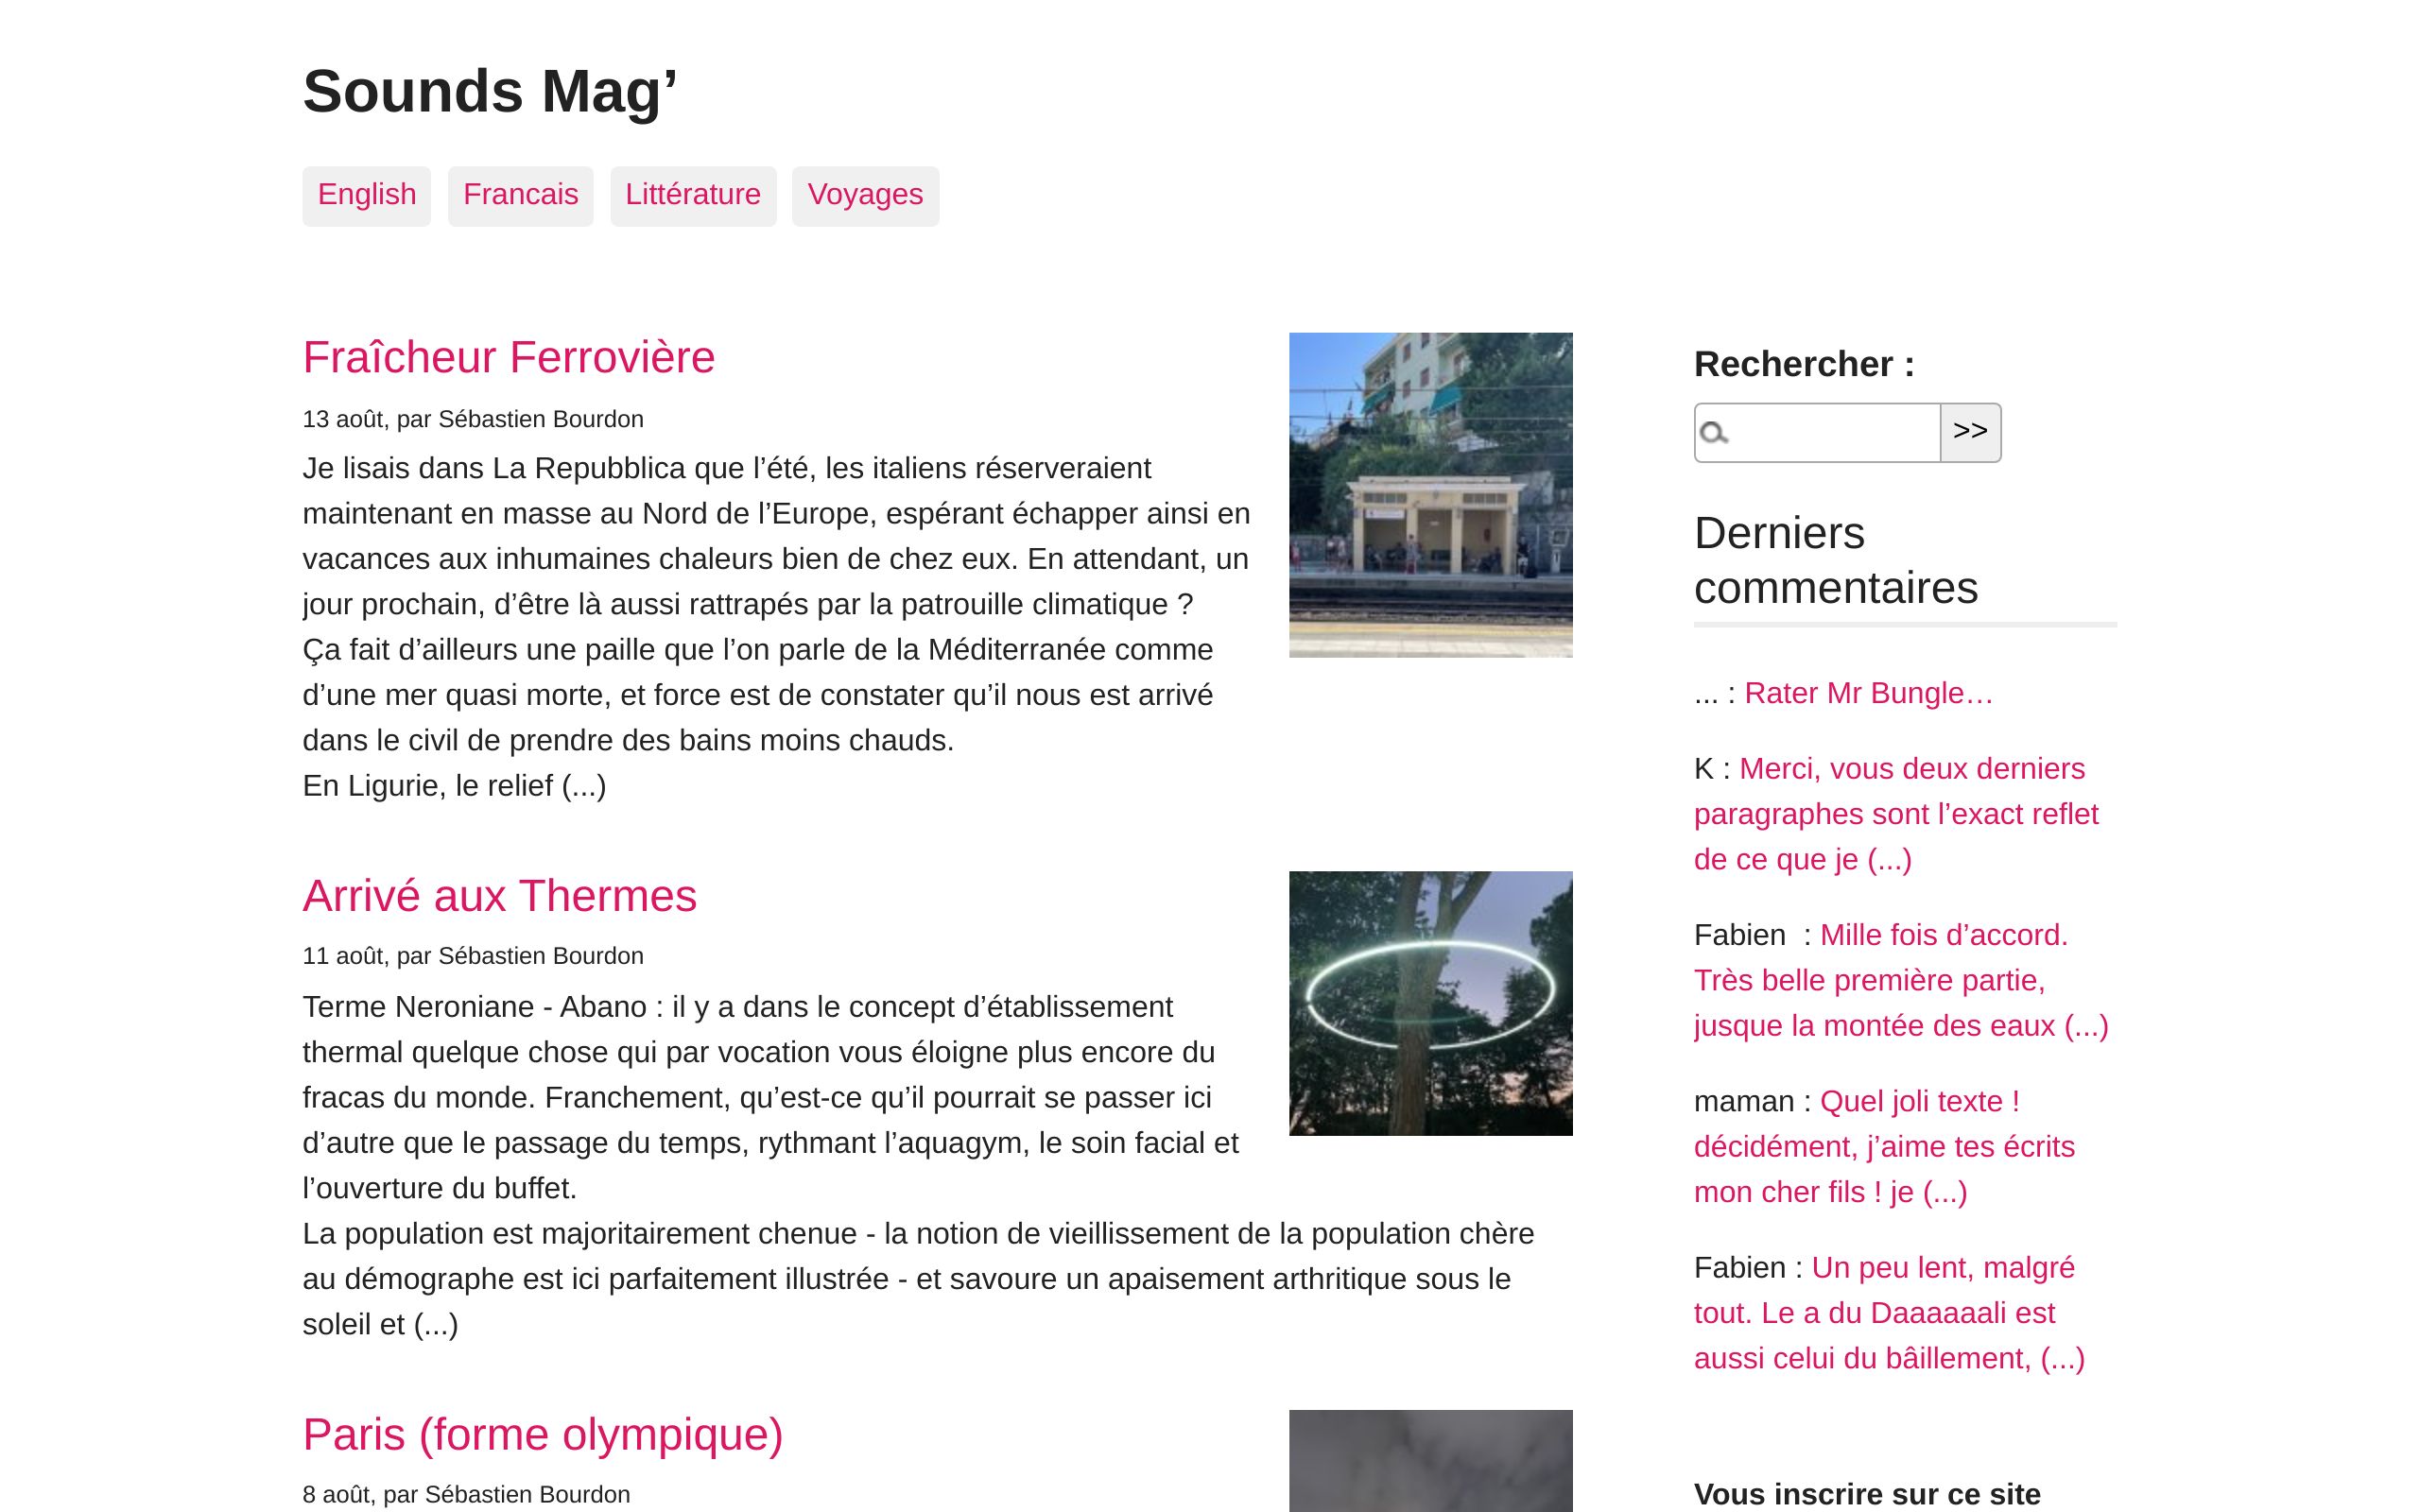 Sounds Mag’
English
Francais
Littérature
Voyages
Fraîcheur Ferrovière
13 août, par Sébastien Bourdon
Je lisais dans La Repubblica que l’été, les italiens réserveraient
maintenant en masse au Nord de l’Europe, espérant échapper ainsi en
vacances aux inhumaines chaleurs bien de chez eux. En attendant, un
jour prochain, d’être là aussi rattrapés par la patrouille climatique ?
Ça fait d’ailleurs une paille que l’on parle de la Méditerranée comme
d’une mer quasi morte, et force est de constater qu’il nous est arrivé
dans le civil de prendre des bains moins chauds.
En Ligurie, le relief (...)
Arrivé aux Thermes
11 août, par Sébastien Bourdon
Terme Neroniane - Abano : il y a dans le concept d’établissement
thermal quelque chose qui par vocation vous éloigne plus encore du
fracas du monde. Franchement, qu’est-ce qu’il pourrait se passer ici
d’autre que le passage du temps, rythmant l’aquagym, le soin facial et
l’ouverture du buffet.
La population est majoritairement chenue - la notion de vieillissement de la population chère
au démographe est ici parfaitement illustrée - et savoure un apaisement arthritique sous le
soleil et (...)
Paris (forme olympique)
8 août, par Sébastien Bourdon
Rechercher :
>>
Derniers
commentaires
... : Rater Mr Bungle…
K : Merci, vous deux derniers
paragraphes sont l’exact reflet
de ce que je (...)
Fabien  : Mille fois d’accord.
Très belle première partie,
jusque la montée des eaux (...)
maman : Quel joli texte !
décidément, j’aime tes écrits
mon cher fils ! je (...)
Fabien : Un peu lent, malgré
tout. Le a du Daaaaaali est
aussi celui du bâillement, (...)
Vous inscrire sur ce site